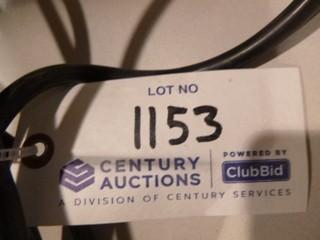 LOT NO
1153
CENTURY AUCTIONS
POWERED BY ClubBid
A DIVISION OF CENTURY SERVICES